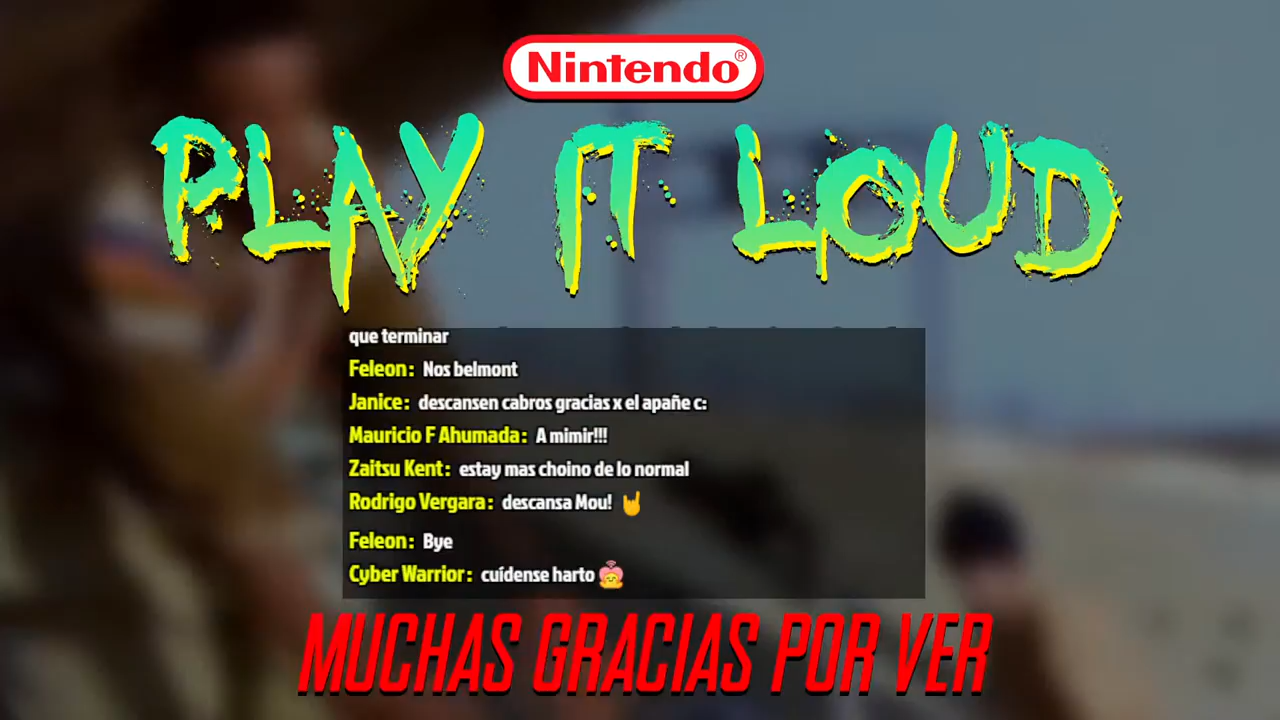 Nintendo®
PLAY IT LOUD
que terminar
Feleon: Nos belmont
Janice: descansen cabros gracias x el apañe c:
Mauricio F Ahumada: A mimir!!!
Zaitsu Kent: estay mas choino de lo normal
Rodrigo Vergara: descansa Mou! 🤘
Feleon: Bye
Cyber Warrior: cuídense harto
MUCHAS GRACIAS POR VER